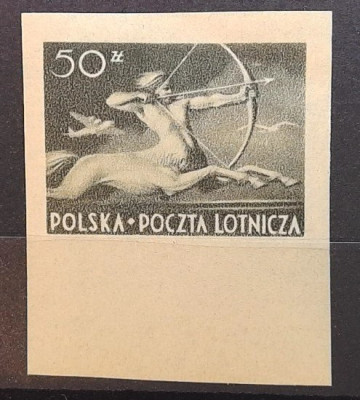 50 zł
POLSKA • POCZTA LOTNICZA